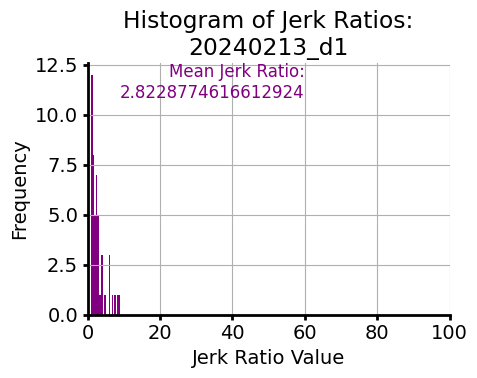 Histogram of Jerk Ratios:
20240213_d1
Mean Jerk Ratio:
2.8228774616612924
12.5
10.0
7.5
5.0
2.5
0.0
Frequency
0 20 40 60 80 100
Jerk Ratio Value